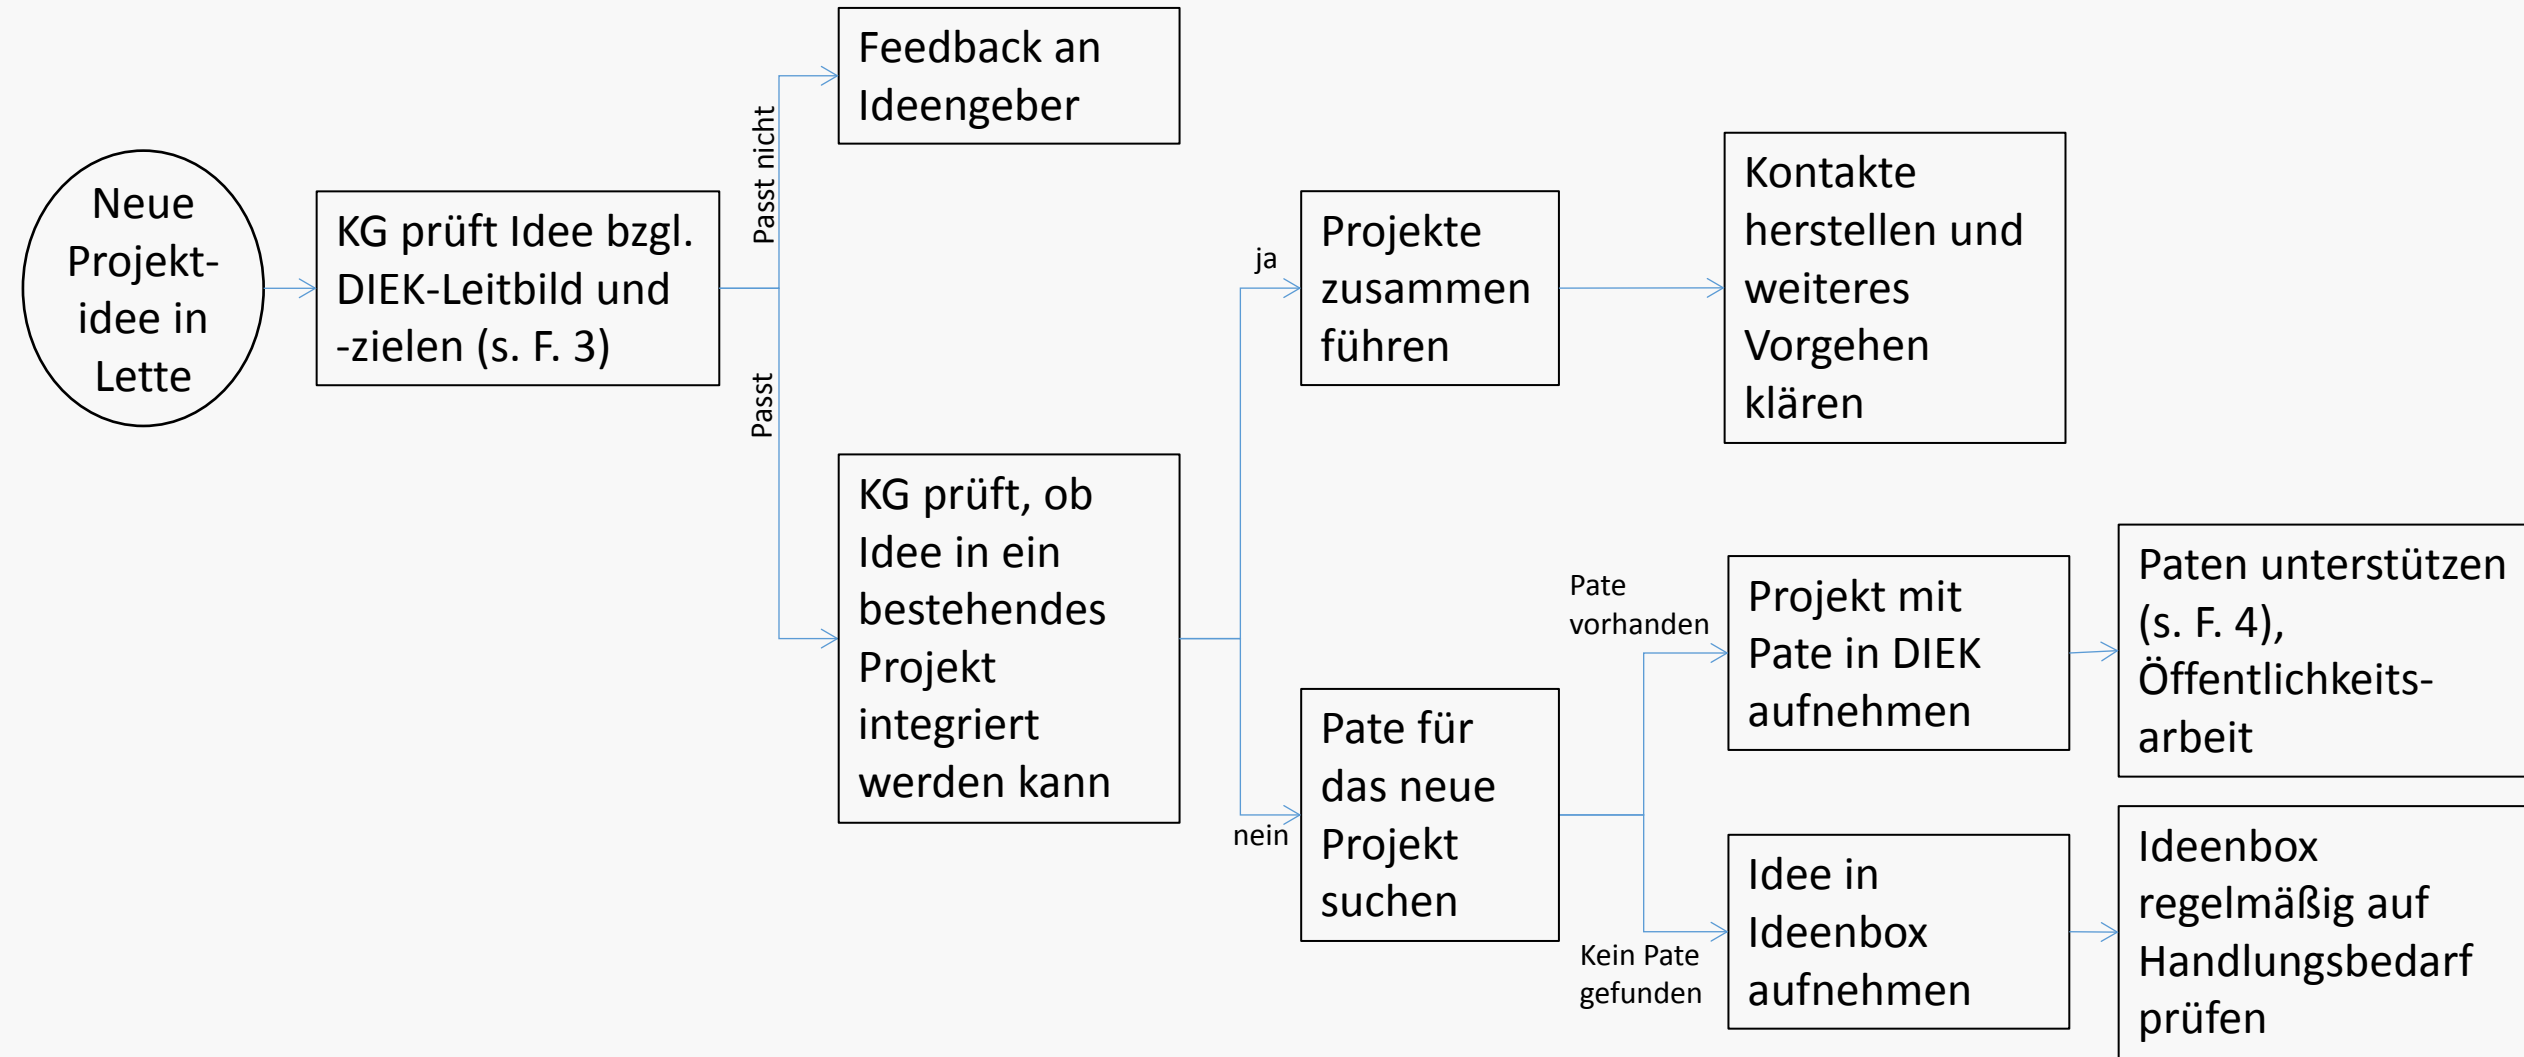 Neue
Projekt-
idee in
Lette
KG prüft Idee bzgl.
DIEK-Leitbild und
-zielen (s. F. 3)
Passt nicht
Passt
Feedback an
Ideengeber
KG prüft, ob
Idee in ein
bestehendes
Projekt
integriert
werden kann
ja
nein
Projekte
zusammen
führen
Kontakte
herstellen und
weiteres
Vorgehen
klären
Pate für
das neue
Projekt
suchen
Pate
vorhanden
Kein Pate
gefunden
Projekt mit
Pate in DIEK
aufnehmen
Paten unterstützen
(s. F. 4),
Öffentlichkeits-
arbeit
Idee in
Ideenbox
aufnehmen
Ideenbox
regelmäßig auf
Handlungsbedarf
prüfen